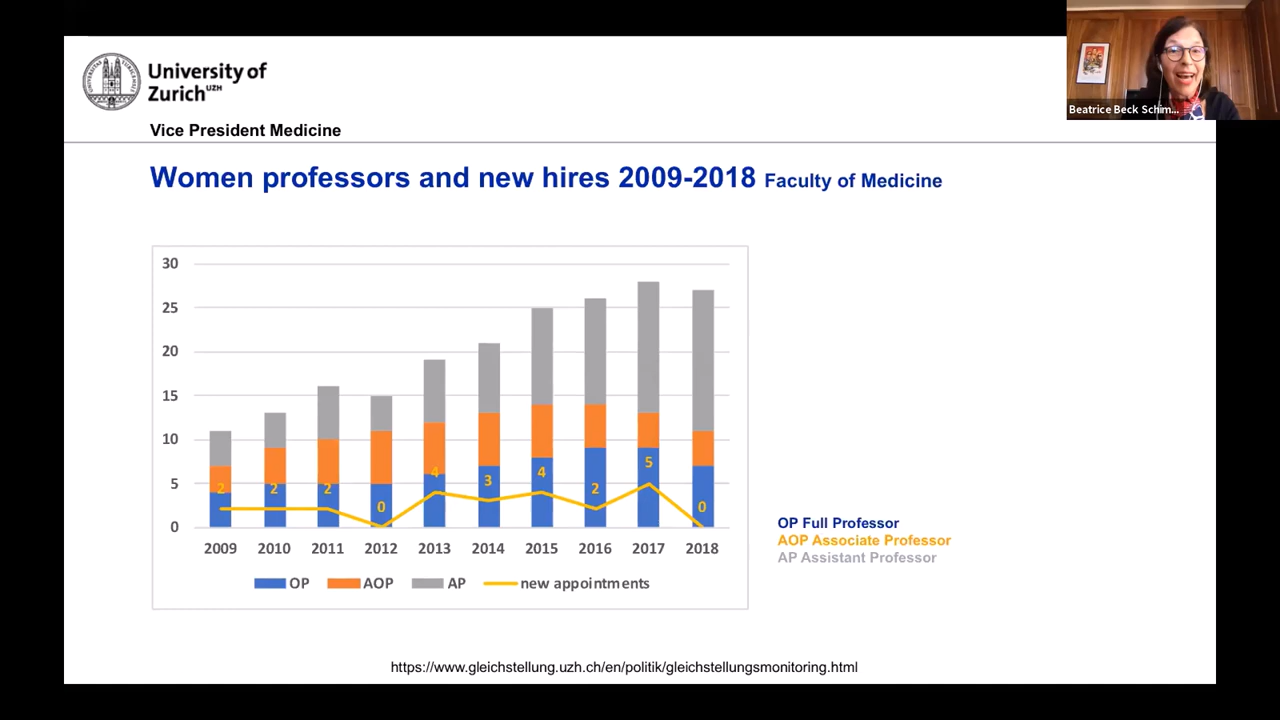 University of
Zurich UZH
Vice President Medicine
Beatrice Beck Schim...
Women professors and new hires 2009-2018 Faculty of Medicine
30
25
20
15
10
5
0
2
2
2
0
4
3
4
2
5
0
2009 2010 2011 2012 2013 2014 2015 2016 2017 2018
OP AOP AP new appointments
OP Full Professor
AOP Associate Professor
AP Assistant Professor
https://www.gleichstellung.uzh.ch/en/politik/gleichstellungsmonitoring.html